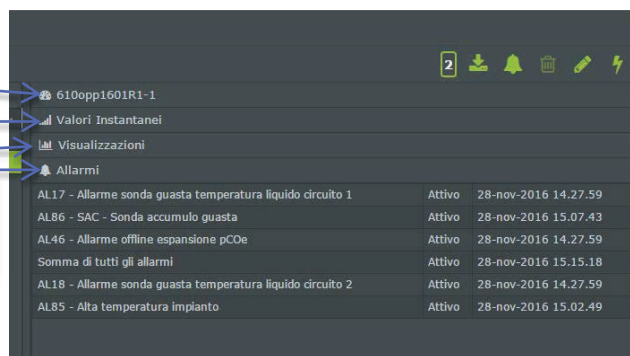 2
610opp1601R1-1
Valori Instantanei
Visualizzazioni
Allarmi
AL17 - Allarme sonda guasta temperatura liquido circuito 1 Attivo 28-nov-2016 14.27.59
AL86 - SAC - Sonda accumulo guasta Attivo 28-nov-2016 15.07.43
AL46 - Allarme offline espansione pCOe Attivo 28-nov-2016 14.27.59
Somma di tutti gli allarmi Attivo 28-nov-2016 15.15.18
AL18 - Allarme sonda guasta temperatura liquido circuito 2 Attivo 28-nov-2016 14.27.59
AL85 - Alta temperatura impianto Attivo 28-nov-2016 15.02.49